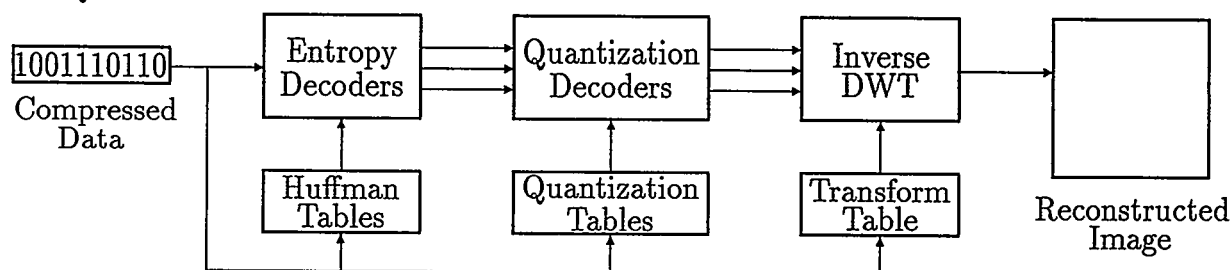 1001110110
Compressed
Data
Entropy
Decoders
Quantization
Decoders
Inverse
DWT
Huffman
Tables
Quantization
Tables
Transform
Table
Reconstructed
Image